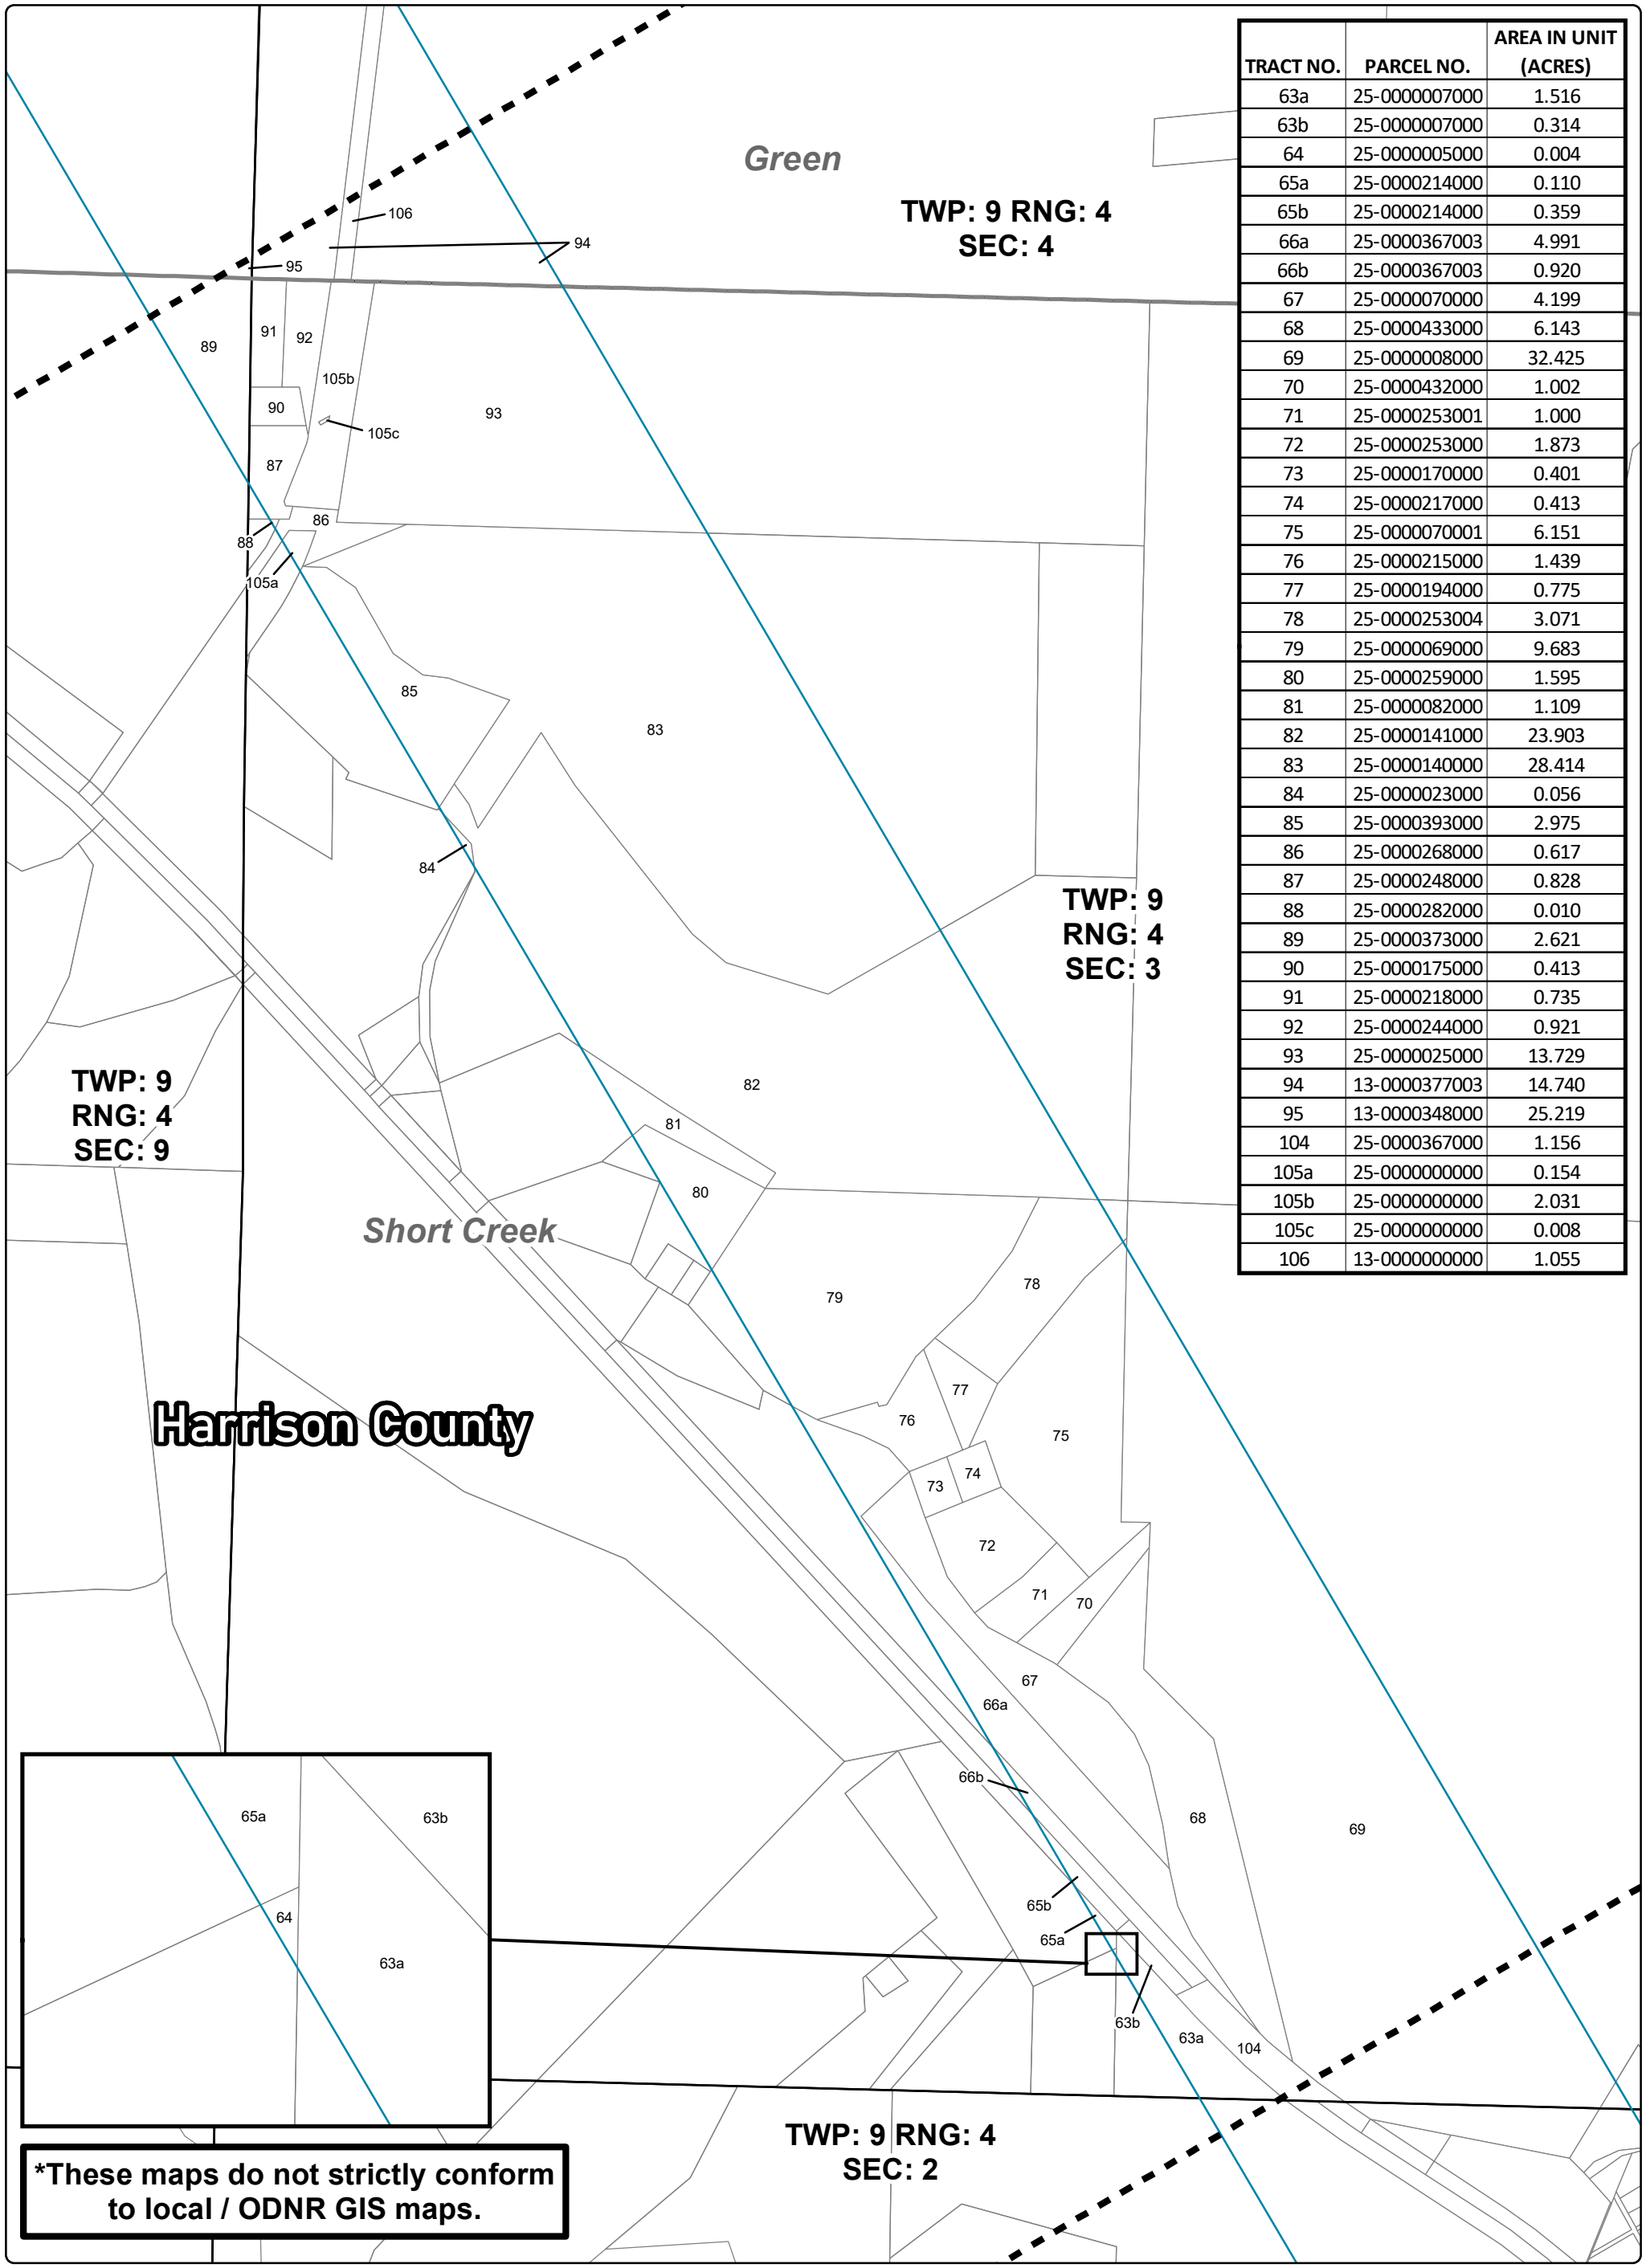 TRACT NO. PARCEL NO. AREA IN UNIT (ACRES)
63a 25-0000007000 1.516
63b 25-0000007000 0.314
64 25-0000005000 0.004
65a 25-0000214000 0.110
65b 25-0000214000 0.359
66a 25-0000367003 4.991
66b 25-0000367003 0.920
67 25-0000070000 4.199
68 25-0000433000 6.143
69 25-0000008000 32.425
70 25-0000432000 1.002
71 25-0000253001 1.000
72 25-0000253000 1.873
73 25-0000170000 0.401
74 25-0000217000 0.413
75 25-0000070001 6.151
76 25-0000215000 1.439
77 25-0000194000 0.775
78 25-0000253004 3.071
79 25-0000069000 9.683
80 25-0000259000 1.595
81 25-0000082000 1.109
82 25-0000141000 23.903
83 25-0000140000 28.414
84 25-0000023000 0.056
85 25-0000393000 2.975
86 25-0000268000 0.617
87 25-0000248000 0.828
88 25-0000282000 0.010
89 25-0000373000 2.621
90 25-0000175000 0.413
91 25-0000218000 0.735
92 25-0000244000 0.921
93 25-0000025000 13.729
94 13-0000377003 14.740
95 13-0000348000 25.219
104 25-0000367000 1.156
105a 25-0000000000 0.154
105b 25-0000000000 2.031
105c 25-0000000000 0.008
106 13-0000000000 1.055
Green
TWP: 9 RNG: 4
SEC: 4
106
94
95
91
92
89
105b
90
93
105c
87
86
88
105a
85
83
84
TWP: 9
RNG: 4
SEC: 3
TWP: 9
RNG: 4
SEC: 9
82
81
80
Short Creek
78
79
77
76
Harrison County
75
74
73
72
71
70
67
66a
66b
68
69
65b
65a
63b
63a
104
65a
63b
64
63a
TWP: 9 RNG: 4
SEC: 2
*These maps do not strictly conform
to local / ODNR GIS maps.